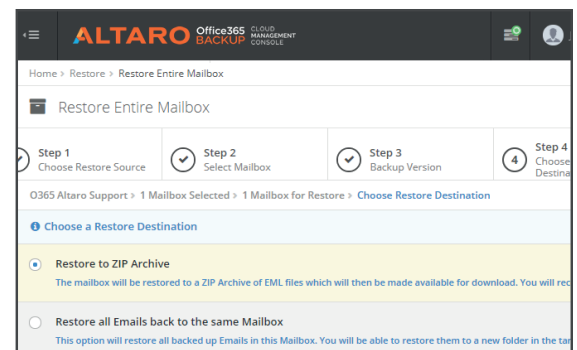 ALTARO Office365 BACKUP CLOUD MANAGEMENT CONSOLE
Home > Restore > Restore Entire Mailbox
Restore Entire Mailbox
Step 1
Choose Restore Source
Step 2
Select Mailbox
Step 3
Backup Version
4
Step 4
Choose
Destina
O365 Altaro Support > 1 Mailbox Selected > 1 Mailbox for Restore > Choose Restore Destination
Choose a Restore Destination
Restore to ZIP Archive
The mailbox will be restored to a ZIP Archive of EML files which will then be made available for download. You will rec
Restore all Emails back to the same Mailbox
This option will restore all backed up Emails in this Mailbox. You will be able to restore them to a new folder in the tar